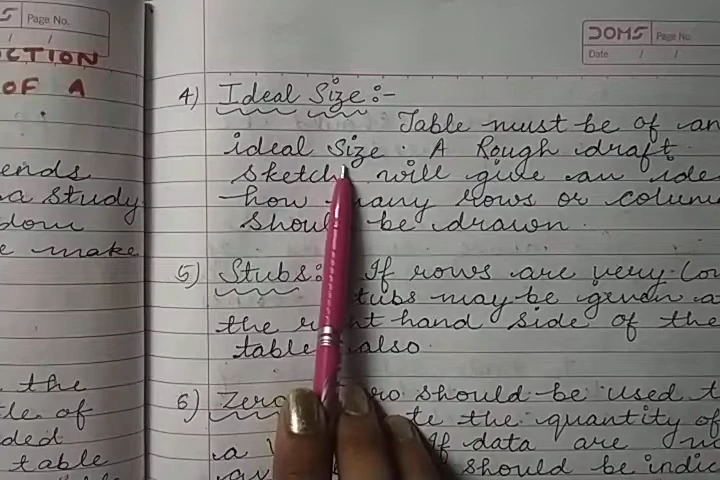 Page No.
CTION
OF A
ends
a study
dom
e make
the
le of
ded
table
DOMS Page No.
Date / /
4) Ideal Size :-
Table must be of an
ideal size. A Rough draft
sketch will give an ide
how many rows or colum
should be drawn.
5) Stubs: If rows are very lon
stubs may be given a
the right hand side of the
table also.
6) Zero should be used t
the quantity of
a If data are
should be indic